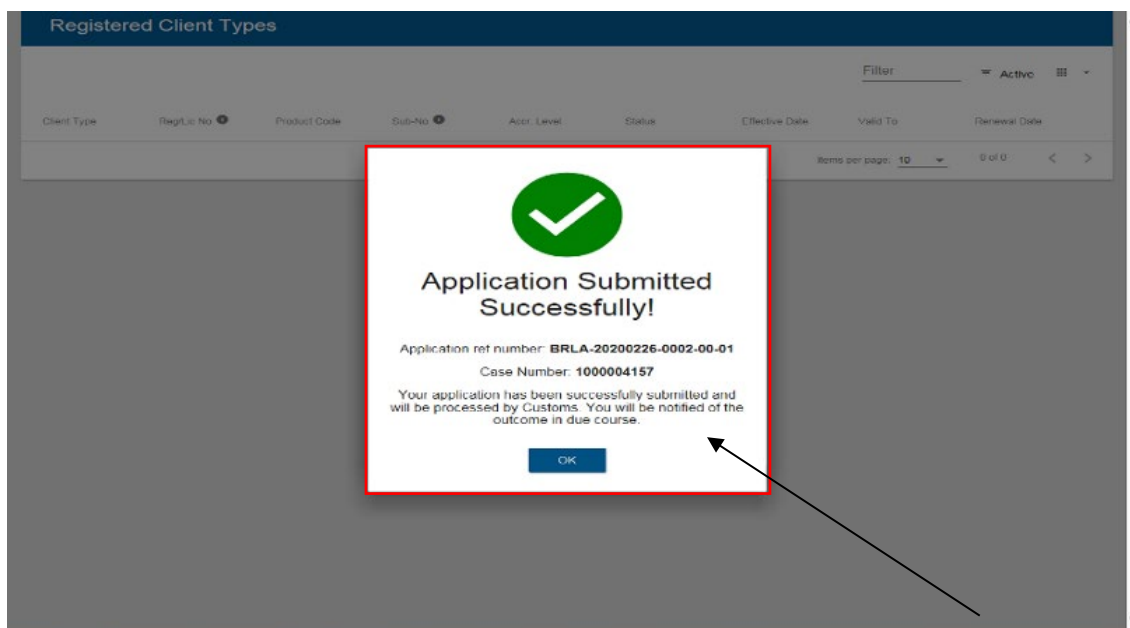 Registered Client Types
Filter
Active
Client Type Reg/Lic No Product Code Sub-No Accr. Level Status Effective Date Valid To Renewal Date
Items per page: 10 0 of 0
Application Submitted
Successfully!
Application ref number: BRLA-20200226-0002-00-01
Case Number: 1000004157
Your application has been successfully submitted and
will be processed by Customs. You will be notified of the
outcome in due course.
OK